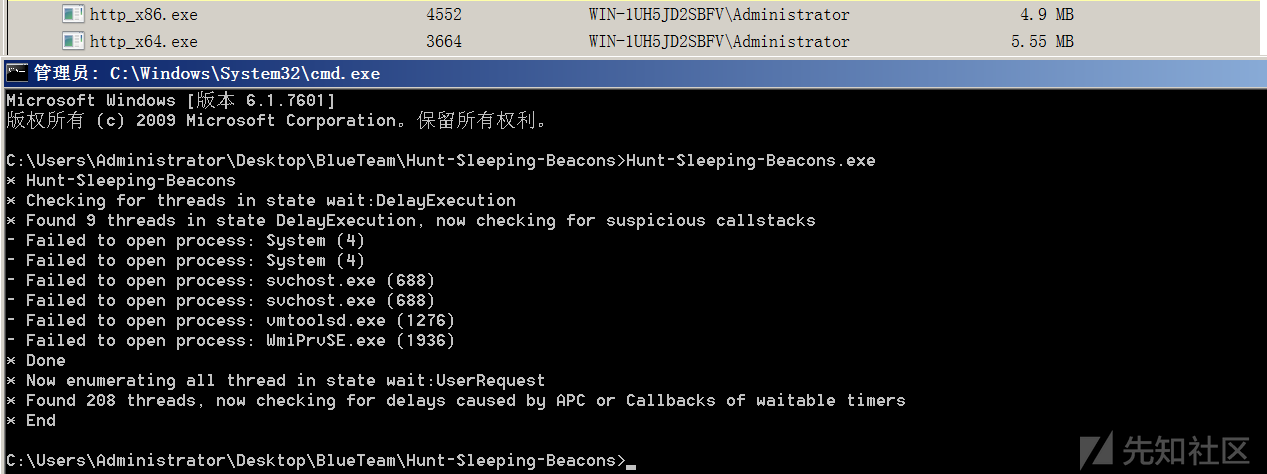 http_x86.exe 4552 WIN-1UH5JD2SBFV\Administrator 4.9 MB
http_x64.exe 3664 WIN-1UH5JD2SBFV\Administrator 5.55 MB
管理员: C:\Windows\System32\cmd.exe
Microsoft Windows [版本 6.1.7601]
版权所有 (c) 2009 Microsoft Corporation。保留所有权利。
C:\Users\Administrator\Desktop\BlueTeam\Hunt-Sleeping-Beacons>Hunt-Sleeping-Beacons.exe
* Hunt-Sleeping-Beacons
* Checking for threads in state wait:DelayExecution
* Found 9 threads in state DelayExecution, now checking for suspicious callstacks
- Failed to open process: System (4)
- Failed to open process: System (4)
- Failed to open process: svchost.exe (688)
- Failed to open process: svchost.exe (688)
- Failed to open process: vmtoolsd.exe (1276)
- Failed to open process: WmiPrvSE.exe (1936)
* Done
* Now enumerating all thread in state wait:UserRequest
* Found 208 threads, now checking for delays caused by APC or Callbacks of waitable timers
* End
C:\Users\Administrator\Desktop\BlueTeam\Hunt-Sleeping-Beacons>_
先知社区